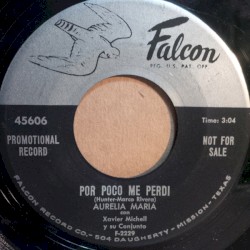 Falcon
REG. U.S. PAT. OFF.
45606
Time: 3:04
PROMOTIONAL
RECORD
NOT FOR
SALE
POR POCO ME PERDI
(Hunter-Marco Rivera)
AURELIA MARIA
con
Xavier Michell
y su Conjunto
F-2229
FALCON RECORD CO.-504 DAUGHERTY-MISSION, TEXAS